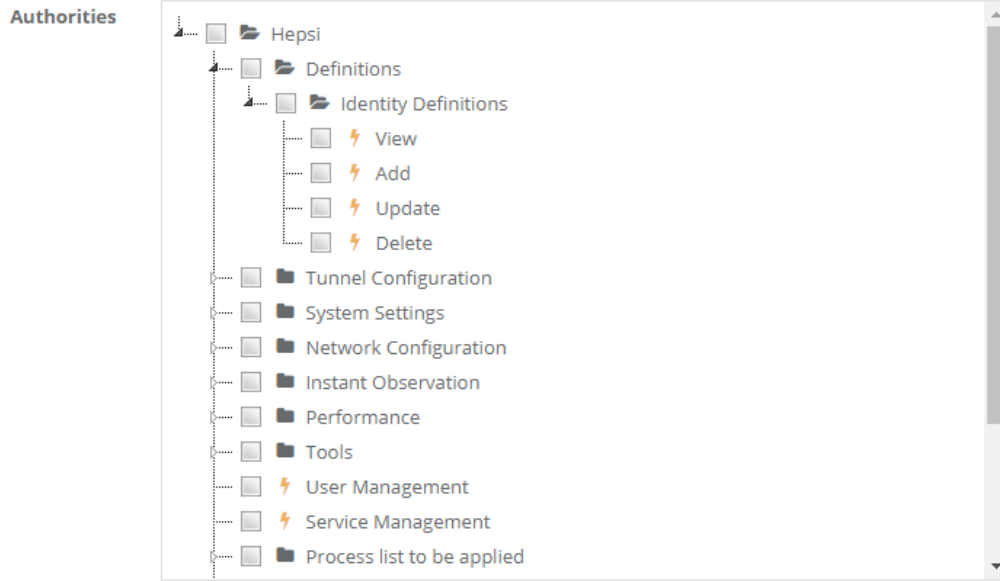 Authorities
Hepsi
Definitions
Identity Definitions
View
Add
Update
Delete
Tunnel Configuration
System Settings
Network Configuration
Instant Observation
Performance
Tools
User Management
Service Management
Process list to be applied